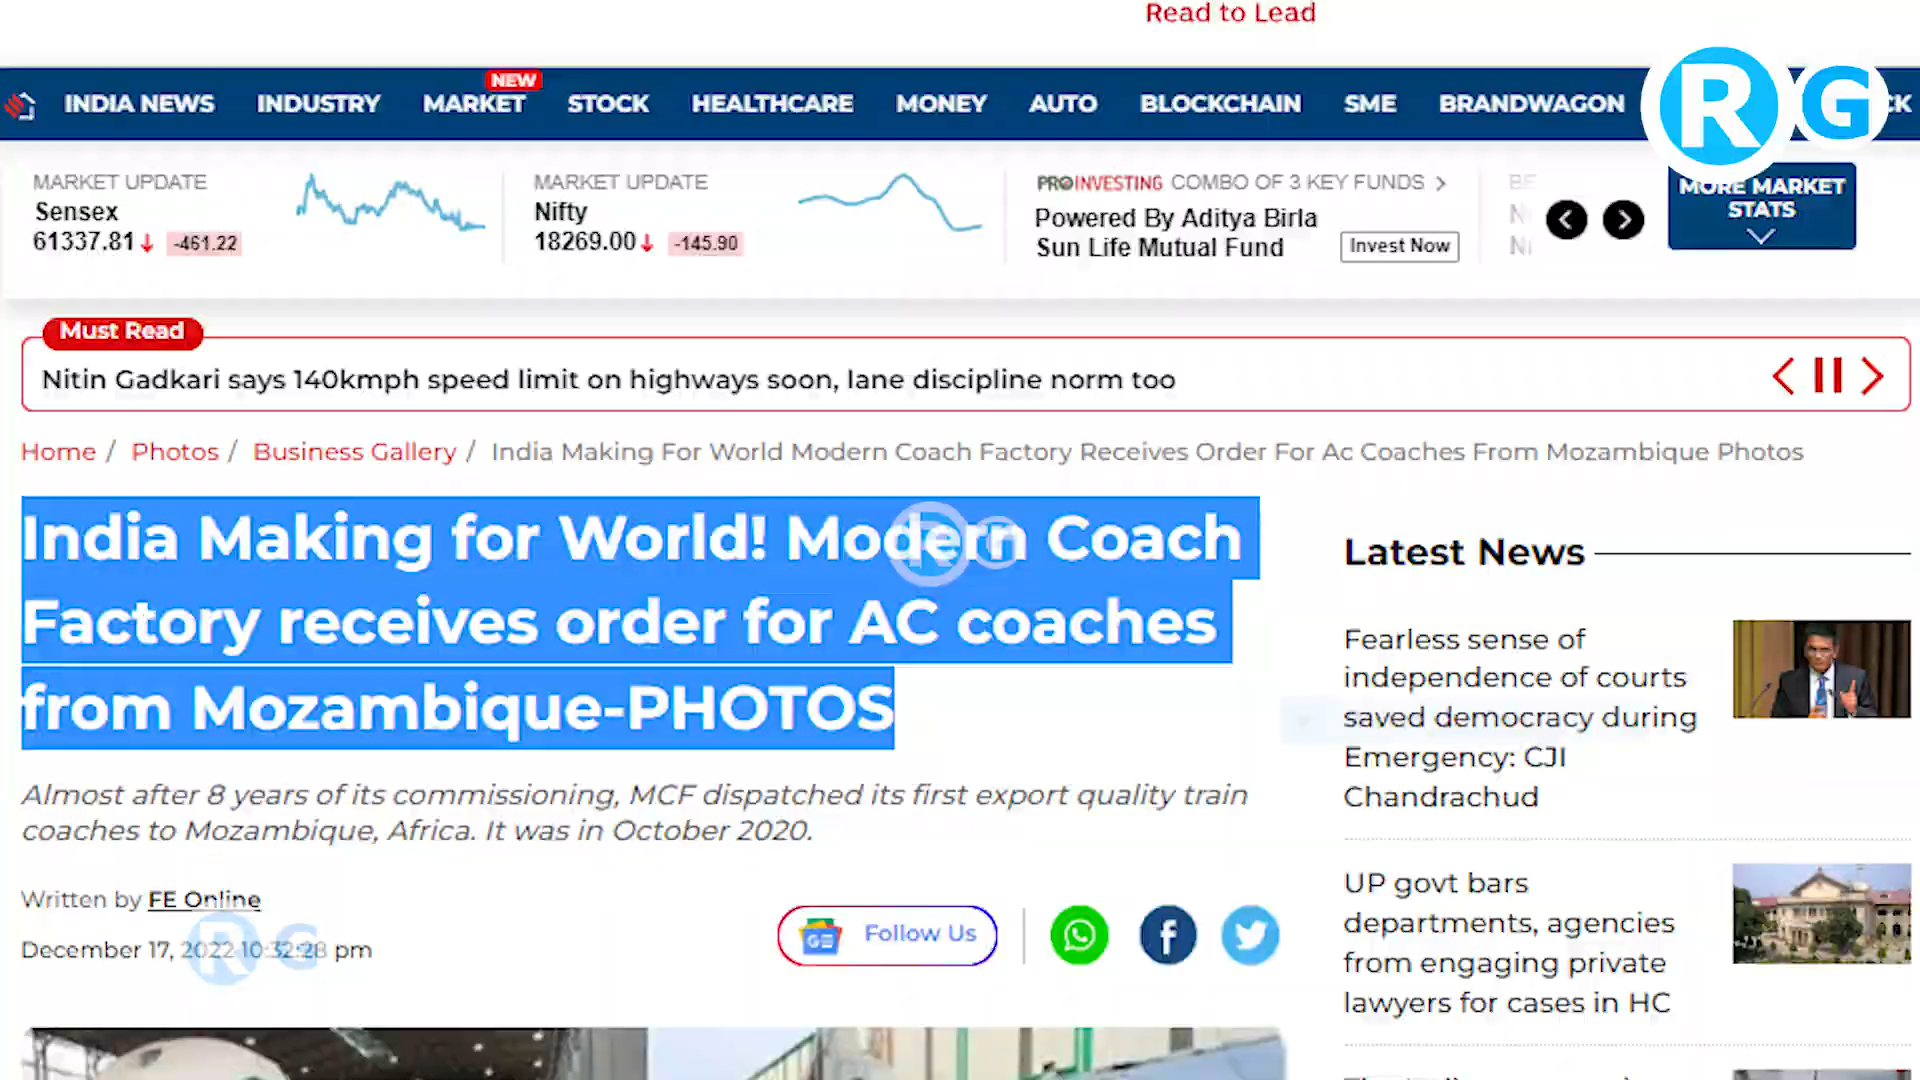 Read to Lead
NEW
INDIA NEWS INDUSTRY MARKET STOCK HEALTHCARE MONEY AUTO BLOCKCHAIN SME BRANDWAGON CK
RG
MARKET UPDATE
Sensex
61337.81 -461.22
MARKET UPDATE
Nifty
18269.00 -145.90
PROINVESTING COMBO OF 3 KEY FUNDS
Powered By Aditya Birla
Sun Life Mutual Fund
Invest Now
BE
MORE MARKET
STATS
Must Read
Nitin Gadkari says 140kmph speed limit on highways soon, lane discipline norm too
Home / Photos / Business Gallery / India Making For World Modern Coach Factory Receives Order For Ac Coaches From Mozambique Photos
India Making for World! Modern Coach
Factory receives order for AC coaches
from Mozambique-PHOTOS
RG
Almost after 8 years of its commissioning, MCF dispatched its first export quality train
coaches to Mozambique, Africa. It was in October 2020.
Written by FE Online
December 17, 2022 10:32:28 pm
RG
GE Follow Us
Latest News
Fearless sense of
independence of courts
saved democracy during
Emergency: CJI
Chandrachud
UP govt bars
departments, agencies
from engaging private
lawyers for cases in HC